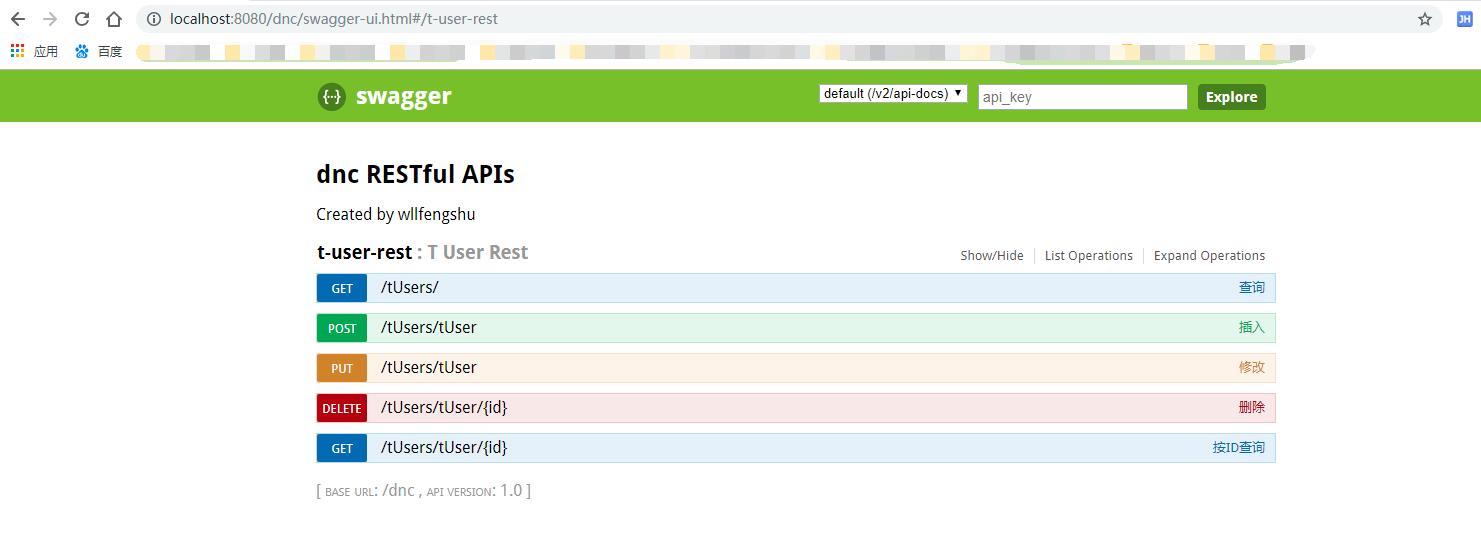 localhost:8080/dnc/swagger-ui.html#/t-user-rest
JH
应用 百度
{···} swagger default (/v2/api-docs) api_key Explore
dnc RESTful APIs
Created by wllfengshu
t-user-rest : T User Rest Show/Hide List Operations Expand Operations
GET /tUsers/ 查询
POST /tUsers/tUser 插入
PUT /tUsers/tUser 修改
DELETE /tUsers/tUser/{id} 删除
GET /tUsers/tUser/{id} 按ID查询
[ BASE URL: /dnc , API VERSION: 1.0 ]